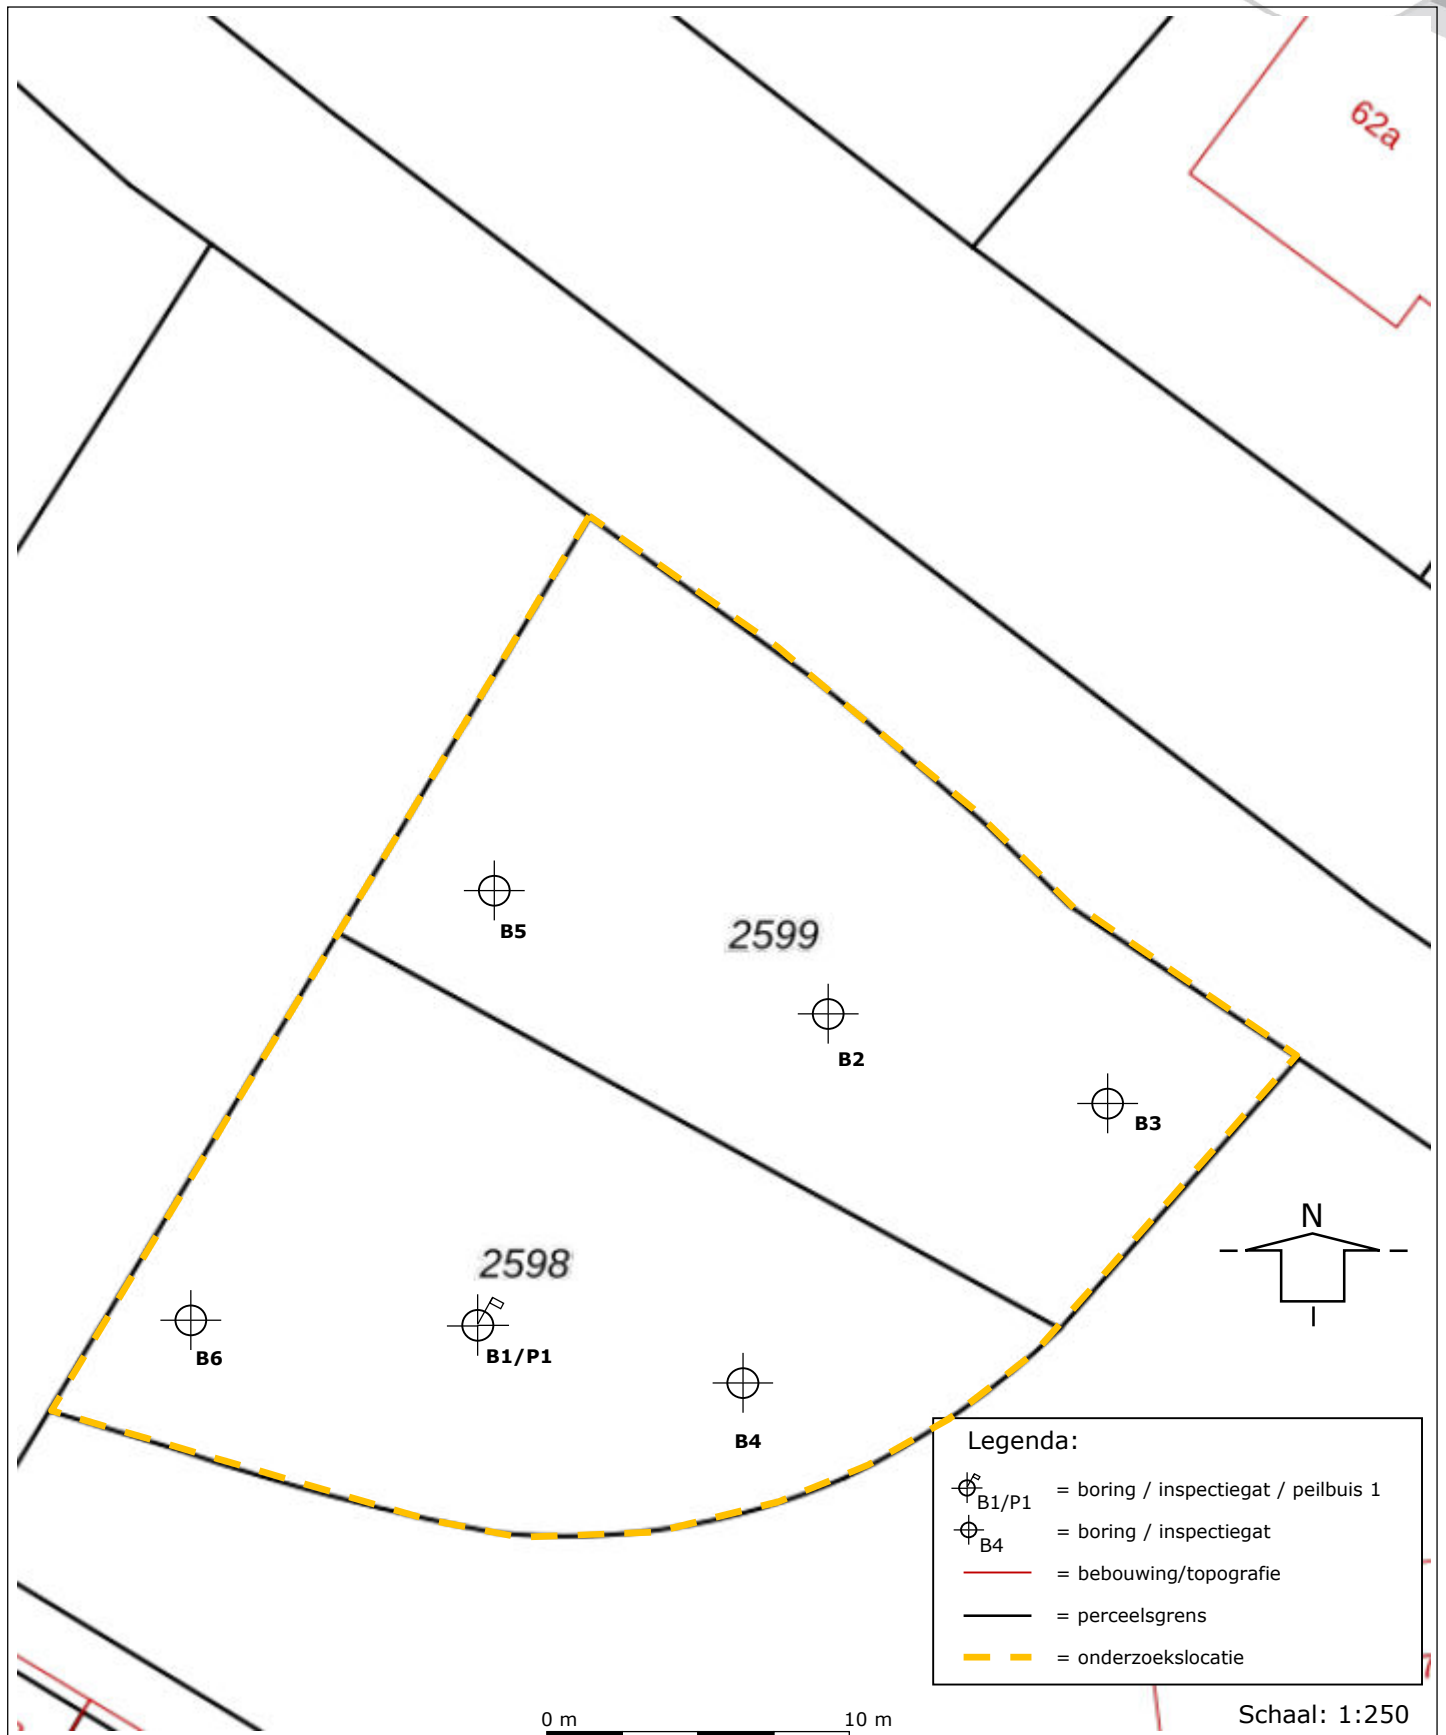 62a
2599
B5
B2
B3
2598
B6
B1/P1
B4
N
Legenda:
B1/P1 = boring / inspectiegat / peilbuis 1
B4 = boring / inspectiegat
= bebouwing/topografie
= perceelsgrens
= onderzoekslocatie
0 m 10 m
Schaal: 1:250